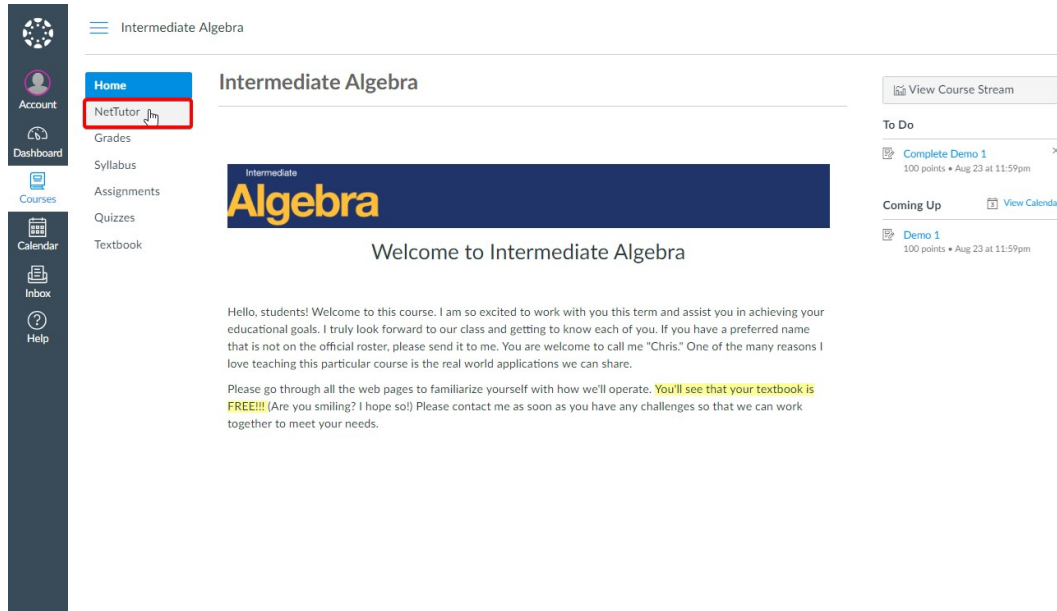 Intermediate Algebra
Account
Dashboard
Courses
Calendar
Inbox
Help
Home
NetTutor
Grades
Syllabus
Assignments
Quizzes
Textbook
Intermediate Algebra
Intermediate
Algebra
Welcome to Intermediate Algebra
Hello, students! Welcome to this course. I am so excited to work with you this term and assist you in achieving your
educational goals. I truly look forward to our class and getting to know each of you. If you have a preferred name
that is not on the official roster, please send it to me. You are welcome to call me "Chris." One of the many reasons I
love teaching this particular course is the real world applications we can share.
Please go through all the web pages to familiarize yourself with how we'll operate. You'll see that your textbook is
FREE!!! (Are you smiling? I hope so!) Please contact me as soon as you have any challenges so that we can work
together to meet your needs.
View Course Stream
To Do
Complete Demo 1
100 points • Aug 23 at 11:59pm
Coming Up
View Calenda
Demo 1
100 points • Aug 23 at 11:59pm